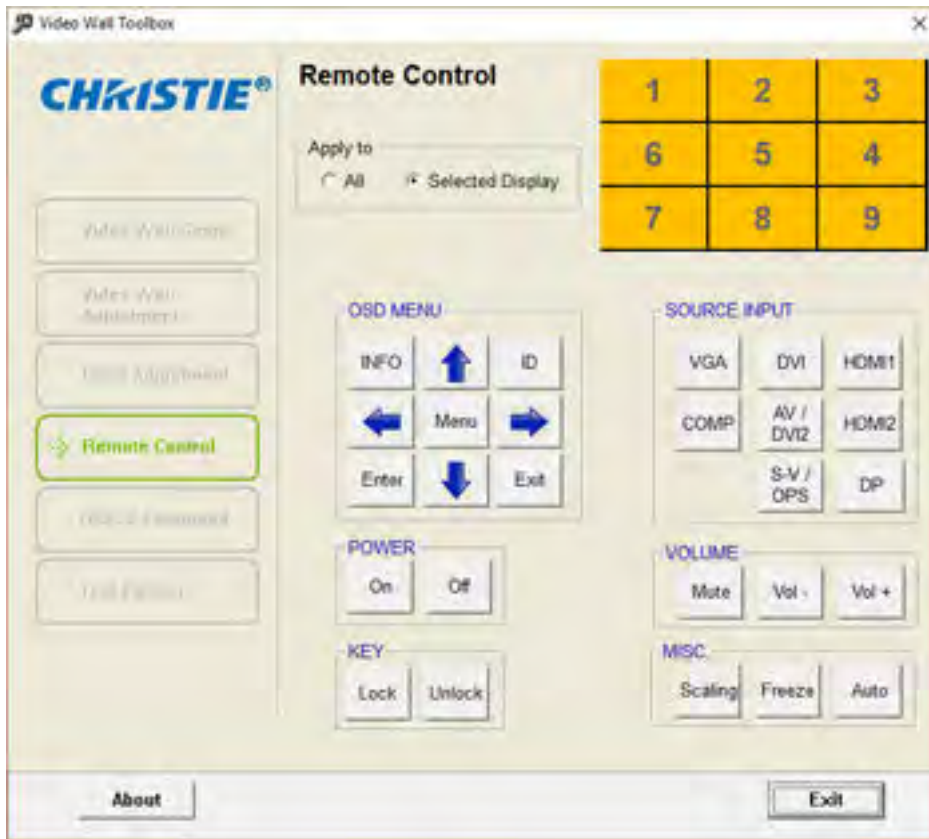 Video Wall Toolbox
CHRISTIE®
Remote Control
Apply to
All Selected Display
1 2 3
6 5 4
7 8 9
Video Wall
Remote Control
OSD MENU
INFO ID
Menu
Enter Exit
SOURCE INPUT
VGA DVI HDMI1
COMP AV / DVI2 HDMI2
S-V / OPS DP
POWER
On Off
VOLUME
Mute Vol - Vol +
KEY
Lock Unlock
MISC.
Scaling Freeze Auto
About
Exit